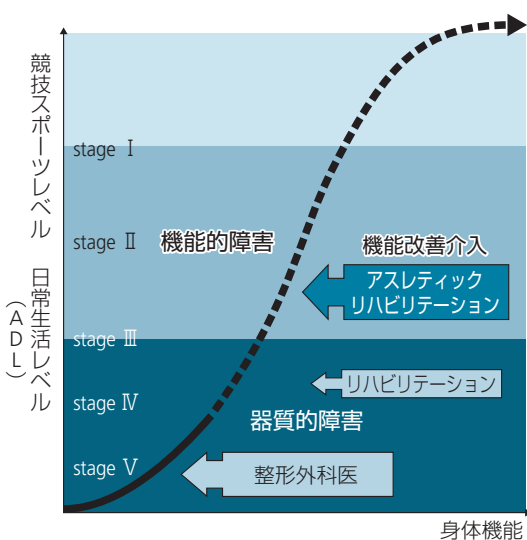 競技スポーツレベル
日常生活レベル
（ADL）
stage Ⅰ
stage Ⅱ
機能的障害
機能改善介入
アスレティック
リハビリテーション
stage Ⅲ
リハビリテーション
stage Ⅳ
器質的障害
stage Ⅴ
整形外科医
身体機能